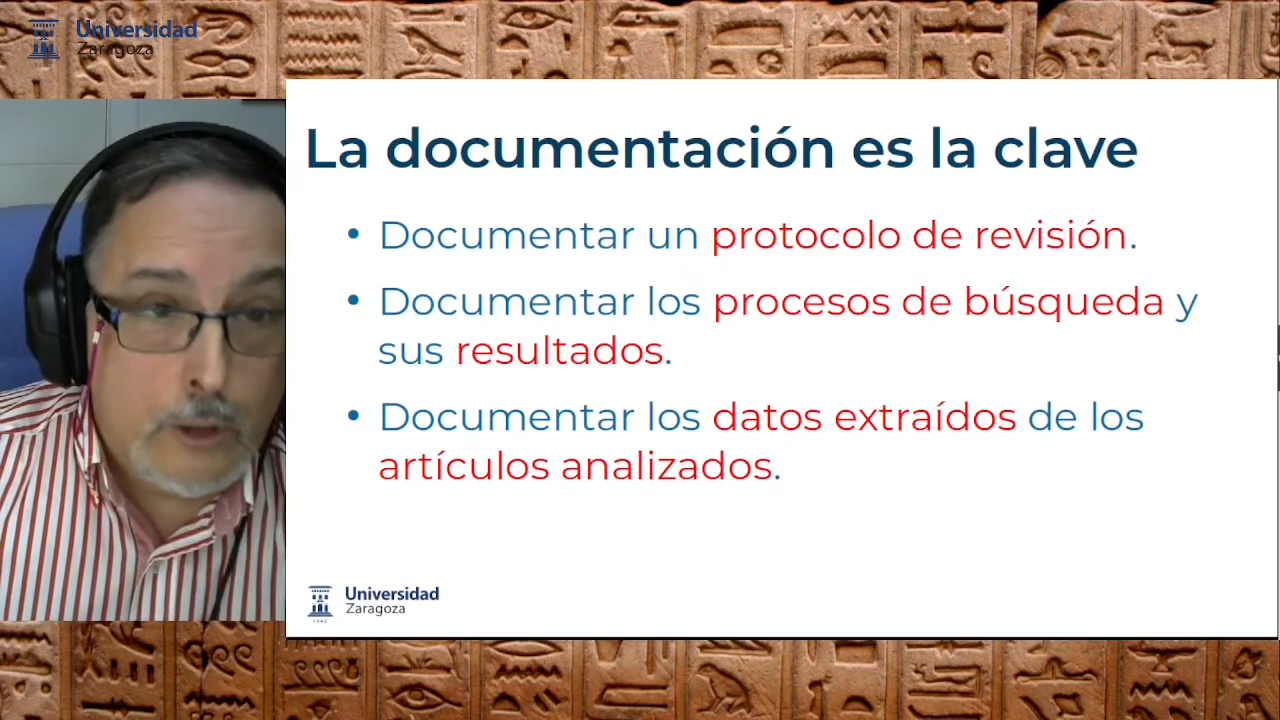 Universidad
Zaragoza
La documentación es la clave
• Documentar un protocolo de revisión.
• Documentar los procesos de búsqueda y
sus resultados.
• Documentar los datos extraídos de los
artículos analizados.
Universidad
Zaragoza
1542